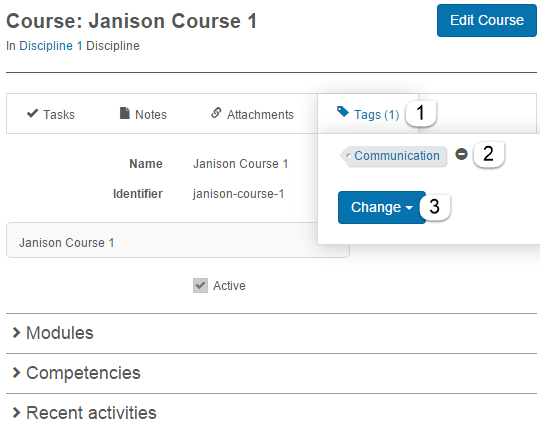 Course: Janison Course 1
Edit Course
In Discipline 1 Discipline
Tasks Notes Attachments Tags (1) 1
Communication 2
Name Janison Course 1
Identifier janison-course-1
Change 3
Janison Course 1
Active
Modules
Competencies
Recent activities